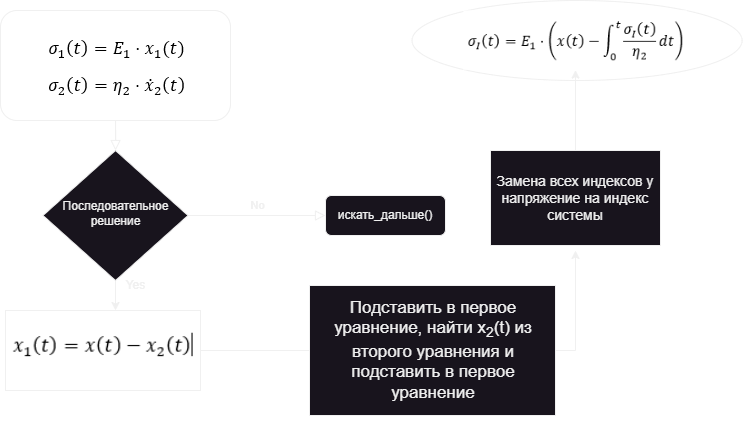 σ₁(t) = E₁ · x₁(t)
σ₂(t) = η₂ · ẋ₂(t)
Последовательное
решение
No
искать_дальше()
Yes
x₁(t) = x(t) − x₂(t)
Подставить в первое
уравнение, найти x₂(t) из
второго уравнения и
подставить в первое
уравнение
Замена всех индексов у
напряжение на индекс
системы
σ_I(t) = E₁ · (x(t) − ∫₀ᵗ σ_I(t)/η₂ dt)